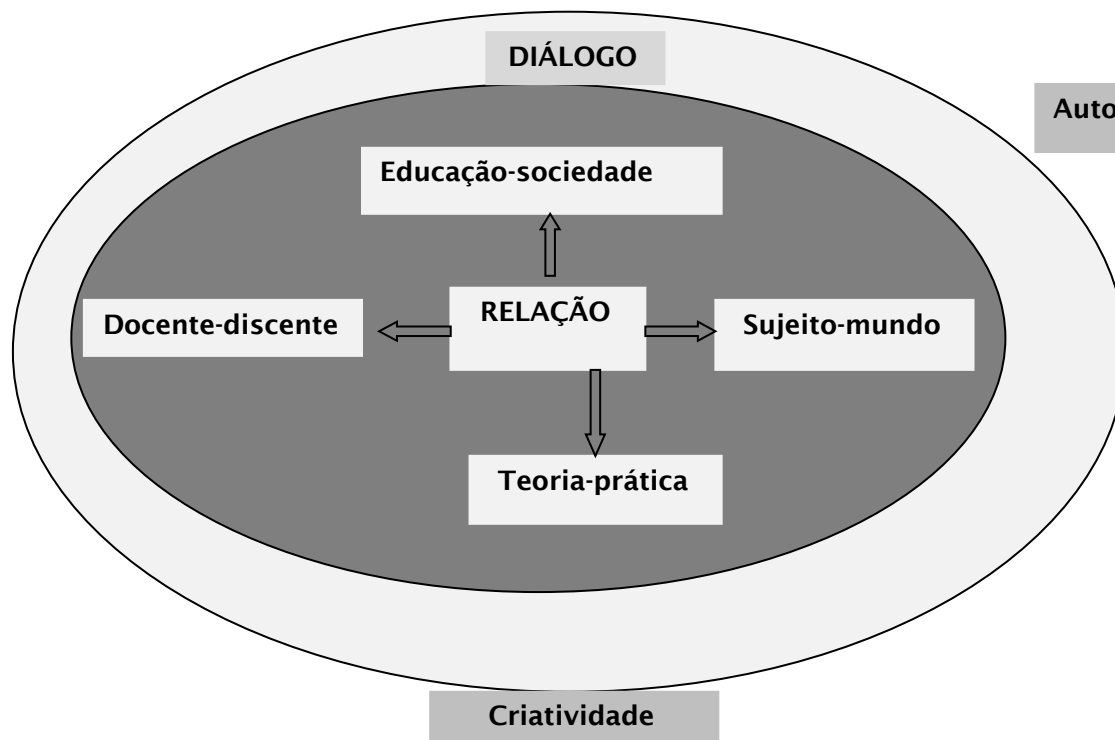 DIÁLOGO
Auto
Educação-sociedade
RELAÇÃO
Docente-discente
Sujeito-mundo
Teoria-prática
Criatividade